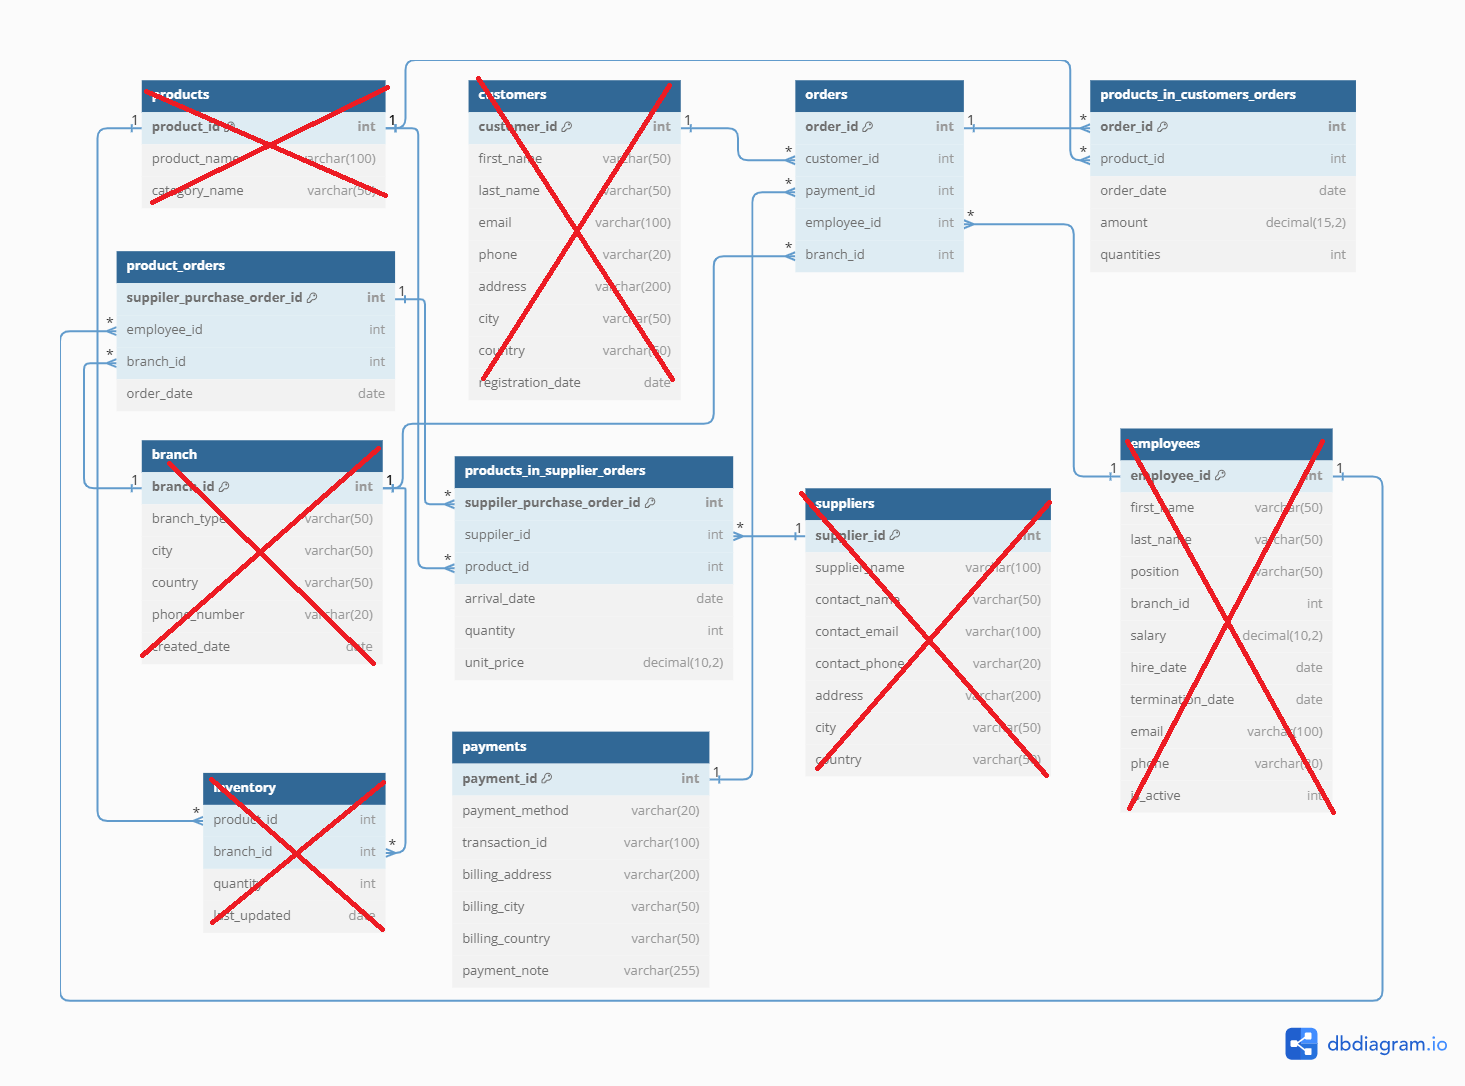 products
product_id int
product_name varchar(100)
category_name varchar(50)
customers
customer_id int
first_name varchar(50)
last_name varchar(50)
email varchar(100)
phone varchar(20)
address varchar(200)
city varchar(50)
country varchar(50)
registration_date date
orders
order_id int
customer_id int
payment_id int
employee_id int
branch_id int
products_in_customers_orders
order_id int
product_id int
order_date date
amount decimal(15,2)
quantities int
product_orders
suppiler_purchase_order_id int
employee_id int
branch_id int
order_date date
branch
branch_id int
branch_type varchar(50)
city varchar(50)
country varchar(50)
phone_number varchar(20)
created_date date
products_in_supplier_orders
suppiler_purchase_order_id int
suppiler_id int
product_id int
arrival_date date
quantity int
unit_price decimal(10,2)
suppliers
supplier_id int
supplier_name varchar(100)
contact_name varchar(50)
contact_email varchar(100)
contact_phone varchar(20)
address varchar(200)
city varchar(50)
country varchar(50)
employees
employee_id int
first_name varchar(50)
last_name varchar(50)
position varchar(50)
branch_id int
salary decimal(10,2)
hire_date date
termination_date date
email varchar(100)
phone varchar(20)
is_active int
inventory
product_id int
branch_id int
quantity int
last_updated date
payments
payment_id int
payment_method varchar(20)
transaction_id varchar(100)
billing_address varchar(200)
billing_city varchar(50)
billing_country varchar(50)
payment_note varchar(255)
1
1
1
1
*
*
*
*
*
*
1
*
*
1
1
*
*
*
1
1
1
1
*
*
dbdiagram.io